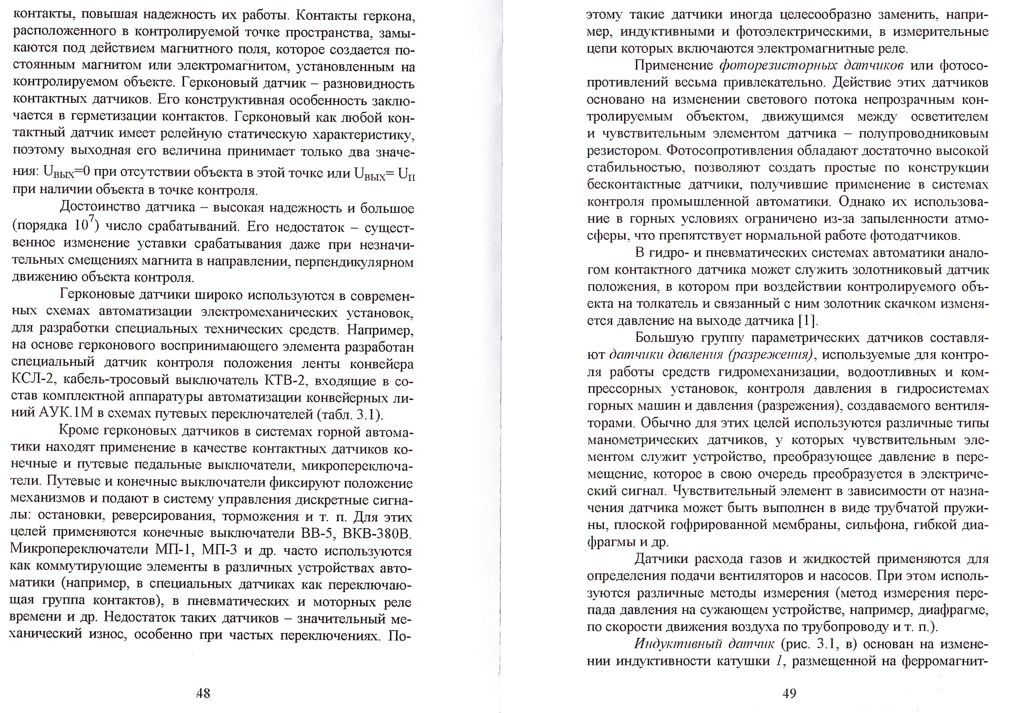 контакты, повышая надежность их работы. Контакты геркона,
расположенного в контролируемой точке пространства, замы-
каются под действием магнитного поля, которое создается по-
стоянным магнитом или электромагнитом, установленным на
контролируемом объекте. Герконовый датчик - разновидность
контактных датчиков. Его конструктивная особенность заклю-
чается в герметизации контактов. Герконовый как любой кон-
тактный датчик имеет релейную статическую характеристику,
поэтому выходная его величина принимает только два значе-
ния: UВЫХ=0 при отсутствии объекта в этой точке или UВЫХ= UП
при наличии объекта в точке контроля.
Достоинство датчика – высокая надежность и большое
(порядка 10^7) число срабатываний. Его недостаток – сущест-
венное изменение уставки срабатывания даже при незначи-
тельных смещениях магнита в направлении, перпендикулярном
движению объекта контроля.
Герконовые датчики широко используются в современ-
ных схемах автоматизации электромеханических установок,
для разработки специальных технических средств. Например,
на основе герконового воспринимающего элемента разработан
специальный датчик контроля положения ленты конвейера
КСЛ-2, кабель-тросовый выключатель КТВ-2, входящие в со-
став комплектной аппаратуры автоматизации конвейерных ли-
ний АУК.1М в схемах путевых переключателей (табл. 3.1).
Кроме герконовых датчиков в системах горной автома-
тики находят применение в качестве контактных датчиков ко-
нечные и путевые педальные выключатели, микропереключа-
тели. Путевые и конечные выключатели фиксируют положение
механизмов и подают в систему управления дискретные сигна-
лы: остановки, реверсирования, торможения и т. п. Для этих
целей применяются конечные выключатели ВВ-5, ВКВ-380В.
Микропереключатели МП-1, МП-3 и др. часто используются
как коммутирующие элементы в различных устройствах авто-
матики (например, в специальных датчиках как переключаю-
щая группа контактов), в пневматических и моторных реле
времени и др. Недостаток таких датчиков – значительный ме-
ханический износ, особенно при частых переключениях. По-
48
этому такие датчики иногда целесообразно заменить, напри-
мер, индуктивными и фотоэлектрическими, в измерительные
цепи которых включаются электромагнитные реле.
Применение фоторезисторных датчиков или фотосо-
противлений весьма привлекательно. Действие этих датчиков
основано на изменении светового потока непрозрачным кон-
тролируемым объектом, движущимся между осветителем
и чувствительным элементом датчика – полупроводниковым
резистором. Фотосопротивления обладают достаточно высокой
стабильностью, позволяют создать простые по конструкции
бесконтактные датчики, получившие применение в системах
контроля промышленной автоматики. Однако их использова-
ние в горных условиях ограничено из-за запыленности атмо-
сферы, что препятствует нормальной работе фотодатчиков.
В гидро- и пневматических системах автоматики анало-
гом контактного датчика может служить золотниковый датчик
положения, в котором при воздействии контролируемого объ-
екта на толкатель и связанный с ним золотник скачком изменя-
ется давление на выходе датчика [1].
Большую группу параметрических датчиков составля-
ют датчики давления (разрежения), используемые для контро-
ля работы средств гидромеханизации, водоотливных и ком-
прессорных установок, контроля давления в гидросистемах
горных машин и давления (разрежения), создаваемого вентиля-
торами. Обычно для этих целей используются различные типы
манометрических датчиков, у которых чувствительным эле-
ментом служит устройство, преобразующее давление в пере-
мещение, которое в свою очередь преобразуется в электриче-
ский сигнал. Чувствительный элемент в зависимости от назна-
чения датчика может быть выполнен в виде трубчатой пружи-
ны, плоской гофрированной мембраны, сильфона, гибкой диа-
фрагмы и др.
Датчики расхода газов и жидкостей применяются для
определения подачи вентиляторов и насосов. При этом исполь-
зуются различные методы измерения (метод измерения пере-
пада давления на сужающем устройстве, например, диафрагме,
по скорости движения воздуха по трубопроводу и т. п.).
Индуктивный датчик (рис. 3.1, в) основан на измене-
нии индуктивности катушки 1, размещенной на ферромагнит-
49